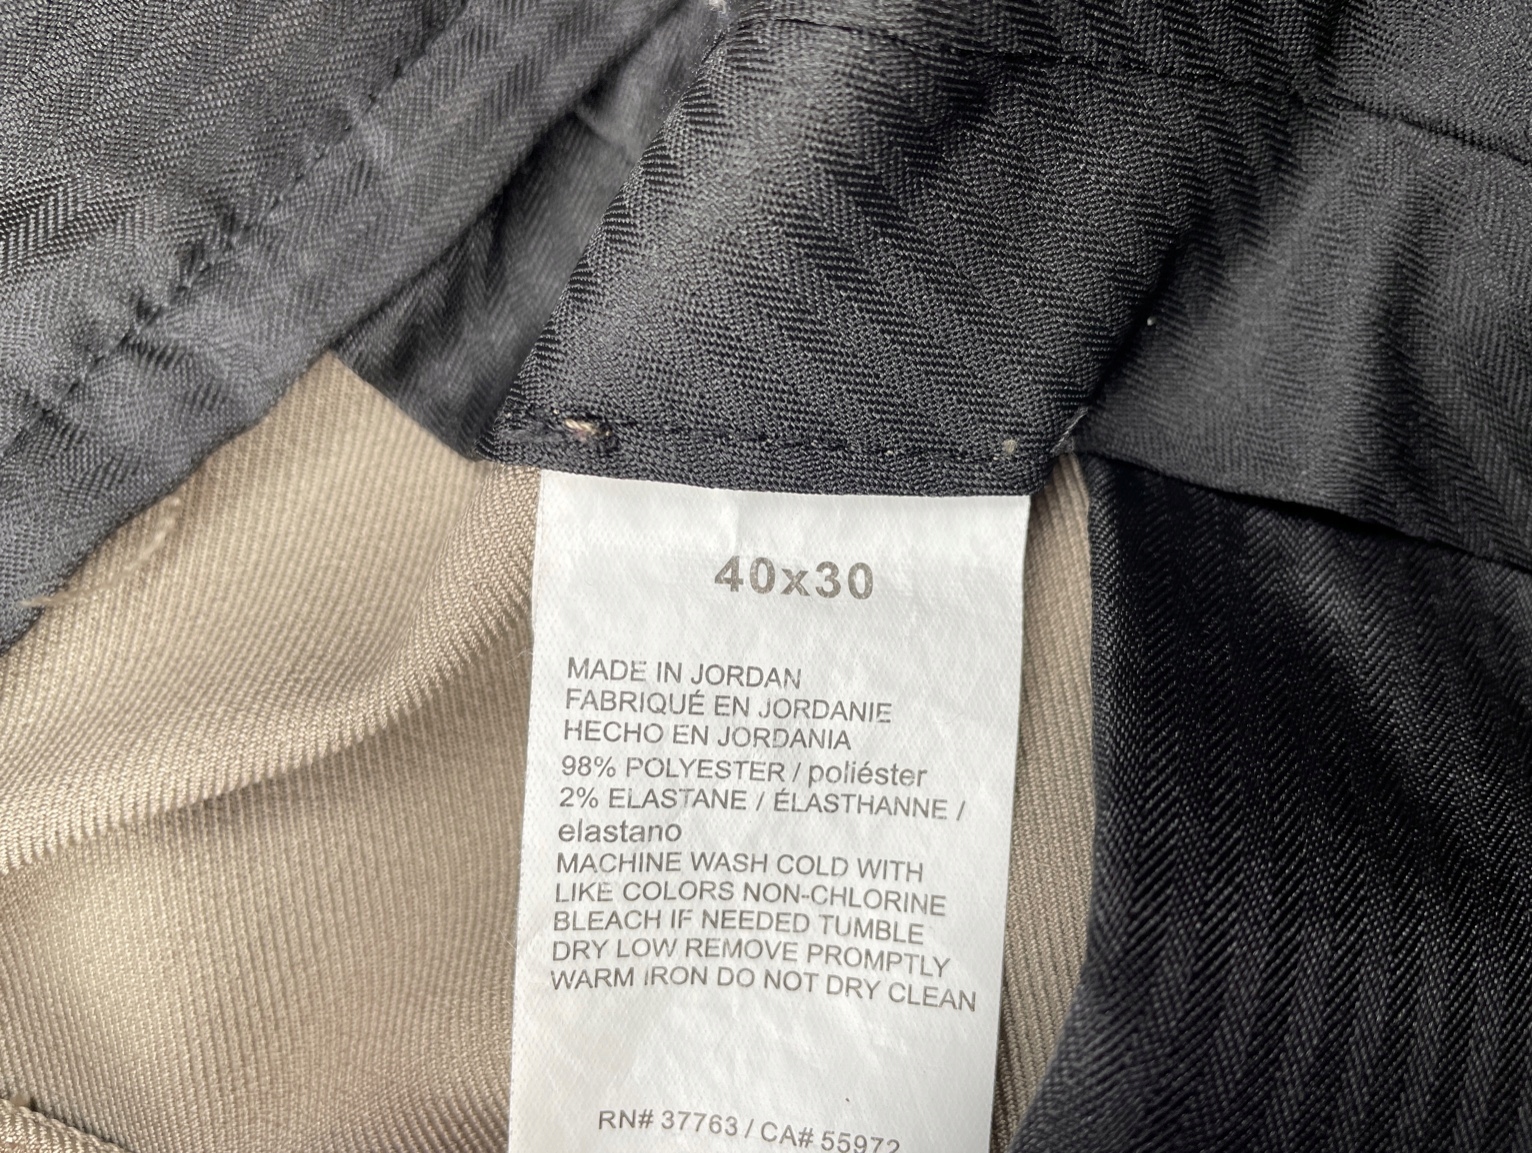 40x30
MADE IN JORDAN
FABRIQUÉ EN JORDANIE
HECHO EN JORDANIA
98% POLYESTER / poliéster
2% ELASTANE / ÉLASTHANNE /
elastano
MACHINE WASH COLD WITH
LIKE COLORS NON-CHLORINE
BLEACH IF NEEDED TUMBLE
DRY LOW REMOVE PROMPTLY
WARM IRON DO NOT DRY CLEAN
RN# 37763 / CA# 55972